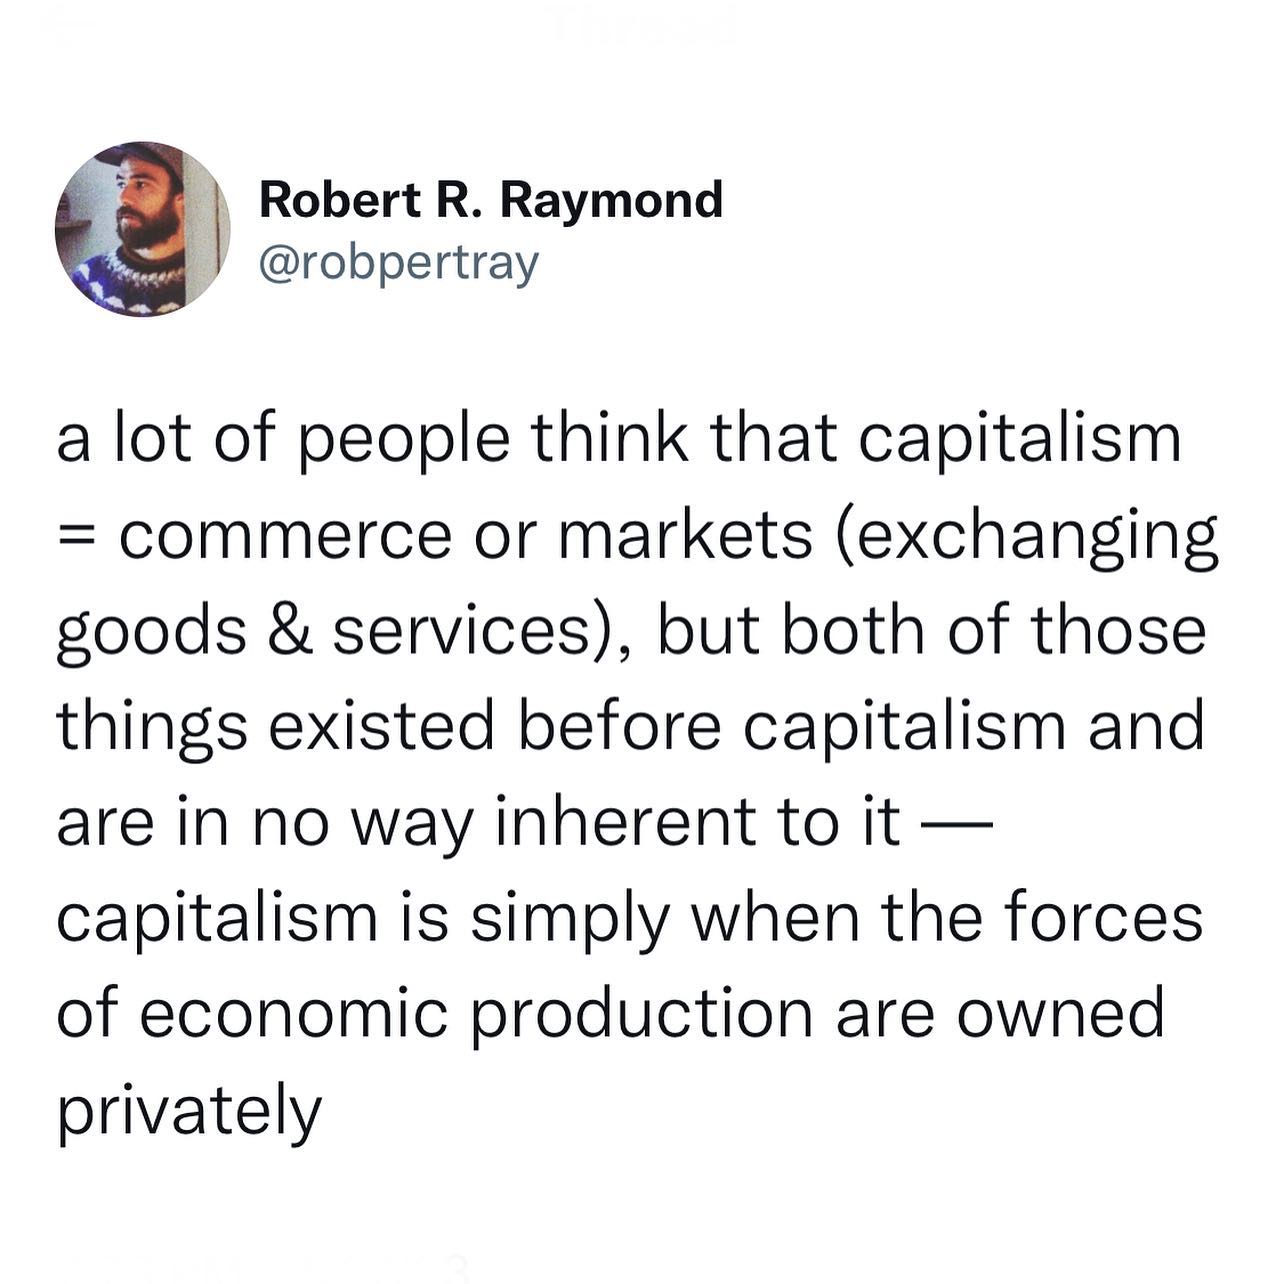 Robert R. Raymond
@robpertray
a lot of people think that capitalism
= commerce or markets (exchanging
goods & services), but both of those
things existed before capitalism and
are in no way inherent to it —
capitalism is simply when the forces
of economic production are owned
privately